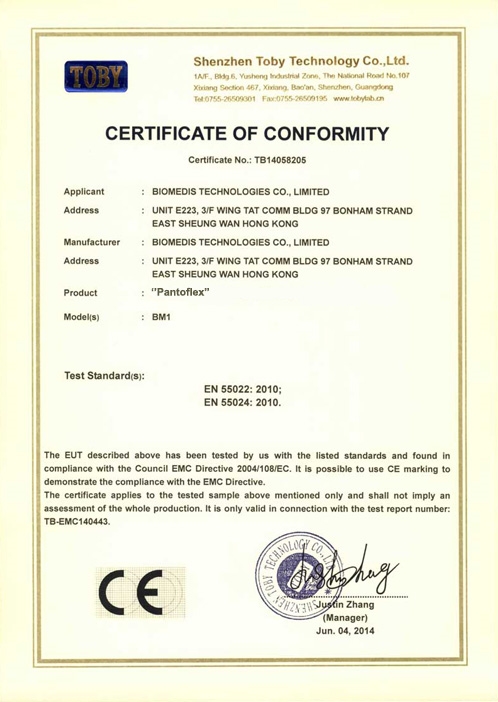 TOBY
Shenzhen Toby Technology Co.,Ltd.
1A/F., Bldg.6, Yusheng Industrial Zone, The National Road No.107
Xixiang Section 467, Xixiang, Bao'an, Shenzhen, Guangdong
Tel:0755-26509301 Fax:0755-26509195 www.tobylab.cn
CERTIFICATE OF CONFORMITY
Certificate No.: TB14058205
Applicant : BIOMEDIS TECHNOLOGIES CO., LIMITED
Address : UNIT E223, 3/F WING TAT COMM BLDG 97 BONHAM STRAND
EAST SHEUNG WAN HONG KONG
Manufacturer : BIOMEDIS TECHNOLOGIES CO., LIMITED
Address : UNIT E223, 3/F WING TAT COMM BLDG 97 BONHAM STRAND
EAST SHEUNG WAN HONG KONG
Product : "Pantoflex"
Model(s) : BM1
Test Standard(s):
EN 55022: 2010;
EN 55024: 2010.
The EUT described above has been tested by us with the listed standards and found in
compliance with the Council EMC Directive 2004/108/EC. It is possible to use CE marking to
demonstrate the compliance with the EMC Directive.
The certificate applies to the tested sample above mentioned only and shall not imply an
assessment of the whole production. It is only valid in connection with the test report number:
TB-EMC140443.
CE
SHENZHEN TOBY TECHNOLOGY CO.,LTD
Justin Zhang
(Manager)
Jun. 04, 2014